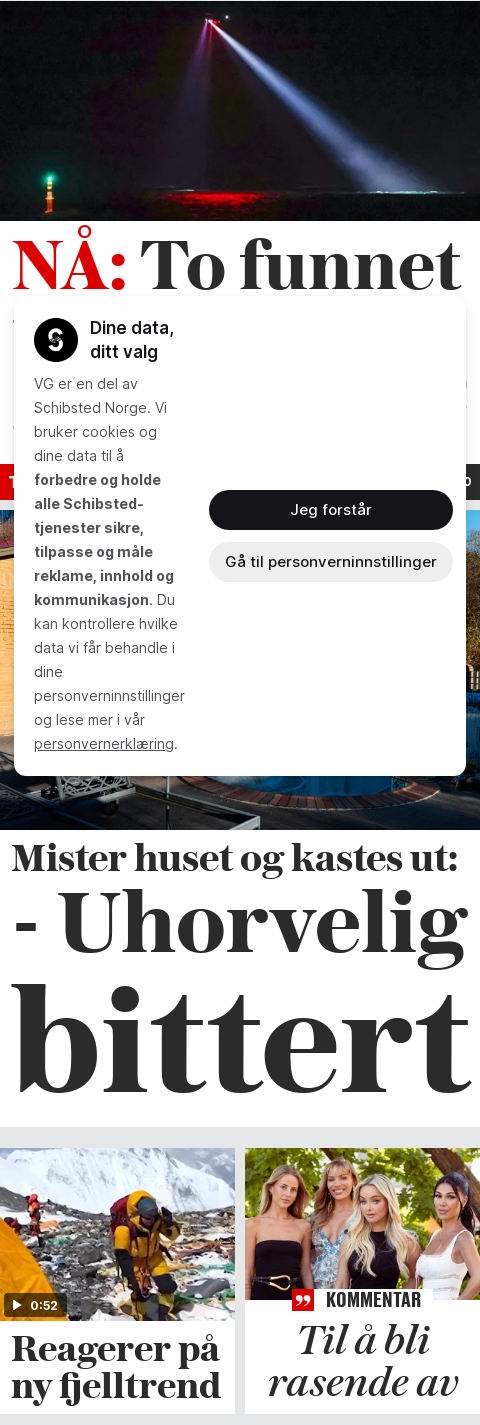 NÅ: To funnet
Dine data,
ditt valg
VG er en del av
Schibsted Norge. Vi
bruker cookies og
dine data til å
forbedre og holde
alle Schibsted-
tjenester sikre,
tilpasse og måle
reklame, innhold og
kommunikasjon. Du
kan kontrollere hvilke
data vi får behandle i
dine
personverninnstillinger
og lese mer i vår
personvernerklæring.
Jeg forstår
Gå til personverninnstillinger
Mister huset og kastes ut:
- Uhorvelig
bittert
0:52
Reagerer på
ny fjelltrend
KOMMENTAR
Til å bli
rasende av